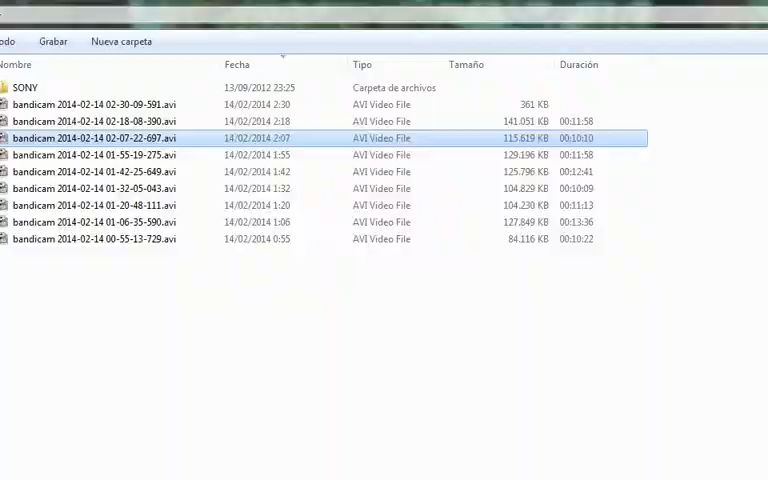 odo Grabar Nueva carpeta
Nombre Fecha Tipo Tamaño Duración
SONY 13/09/2012 23:25 Carpeta de archivos
bandicam 2014-02-14 02-30-09-591.avi 14/02/2014 2:30 AVI Video File 361 KB
bandicam 2014-02-14 02-18-08-390.avi 14/02/2014 2:18 AVI Video File 141.051 KB 00:11:58
bandicam 2014-02-14 02-07-22-697.avi 14/02/2014 2:07 AVI Video File 115.619 KB 00:10:10
bandicam 2014-02-14 01-55-19-275.avi 14/02/2014 1:55 AVI Video File 129.196 KB 00:11:58
bandicam 2014-02-14 01-42-25-649.avi 14/02/2014 1:42 AVI Video File 125.796 KB 00:12:41
bandicam 2014-02-14 01-32-05-043.avi 14/02/2014 1:32 AVI Video File 104.829 KB 00:10:09
bandicam 2014-02-14 01-20-48-111.avi 14/02/2014 1:20 AVI Video File 104.230 KB 00:11:13
bandicam 2014-02-14 01-06-35-590.avi 14/02/2014 1:06 AVI Video File 127.849 KB 00:13:36
bandicam 2014-02-14 00-55-13-729.avi 14/02/2014 0:55 AVI Video File 84.116 KB 00:10:22